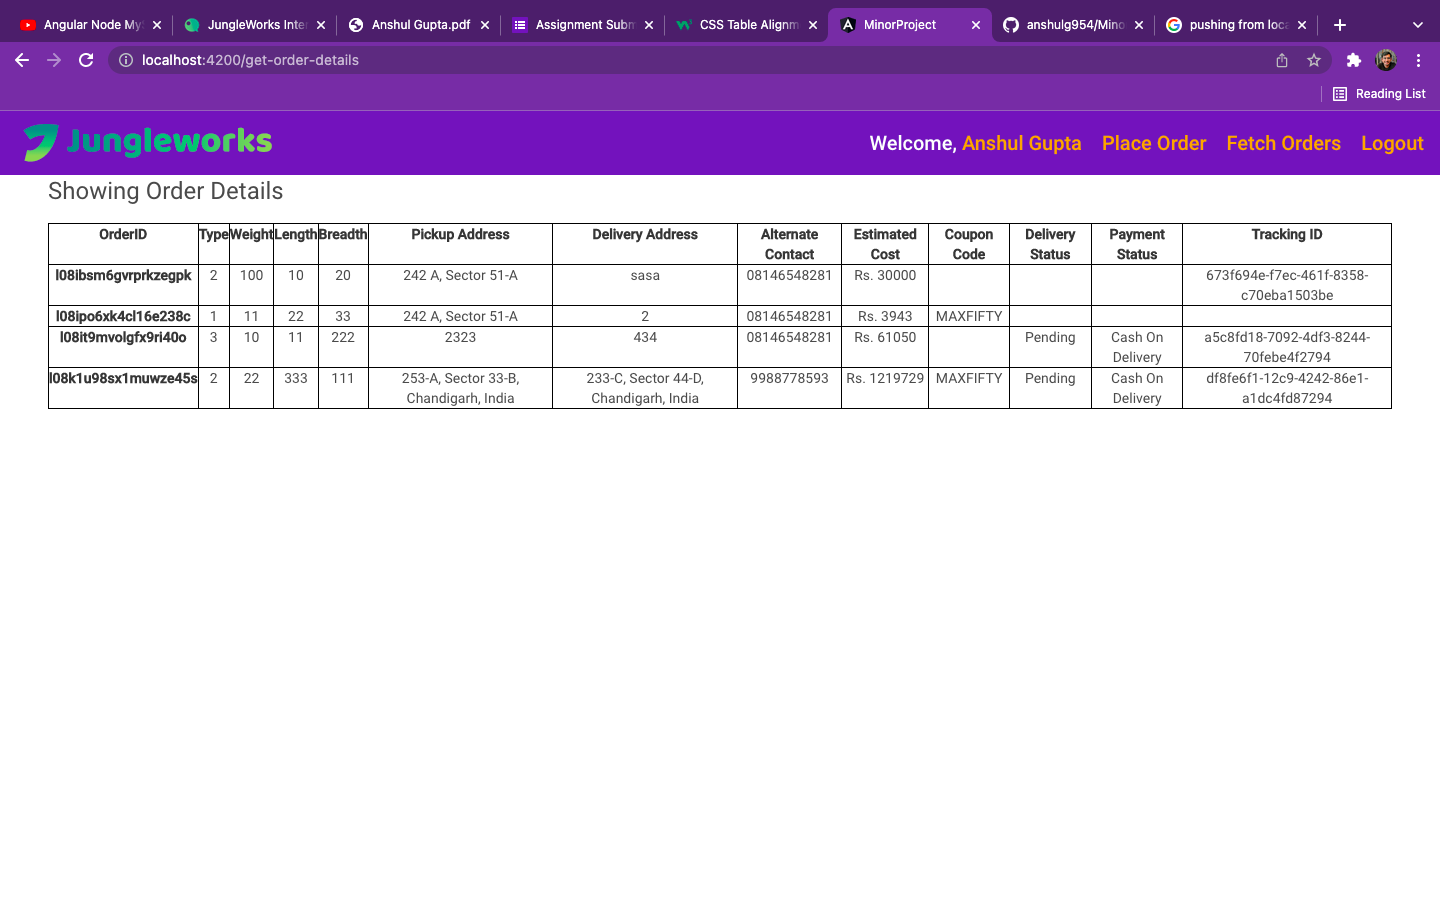 Angular Node My
JungleWorks Inte
Anshul Gupta.pdf
Assignment Subm
CSS Table Alignm
MinorProject
anshulg954/Mino
pushing from loca
localhost:4200/get-order-details
Reading List
Jungleworks
Welcome, Anshul Gupta Place Order Fetch Orders Logout
Showing Order Details
OrderID Type Weight Length Breadth Pickup Address Delivery Address Alternate Contact Estimated Cost Coupon Code Delivery Status Payment Status Tracking ID
l08ibsm6gvrprkzegpk 2 100 10 20 242 A, Sector 51-A sasa 08146548281 Rs. 30000 673f694e-f7ec-461f-8358-c70eba1503be
l08ipo6xk4cl16e238c 1 11 22 33 242 A, Sector 51-A 2 08146548281 Rs. 3943 MAXFIFTY
l08it9mvolgfx9ri40o 3 10 11 222 2323 434 08146548281 Rs. 61050 Pending Cash On Delivery a5c8fd18-7092-4df3-8244-70febe4f2794
l08k1u98sx1muwze45s 2 22 333 111 253-A, Sector 33-B, Chandigarh, India 233-C, Sector 44-D, Chandigarh, India 9988778593 Rs. 1219729 MAXFIFTY Pending Cash On Delivery df8fe6f1-12c9-4242-86e1-a1dc4fd87294